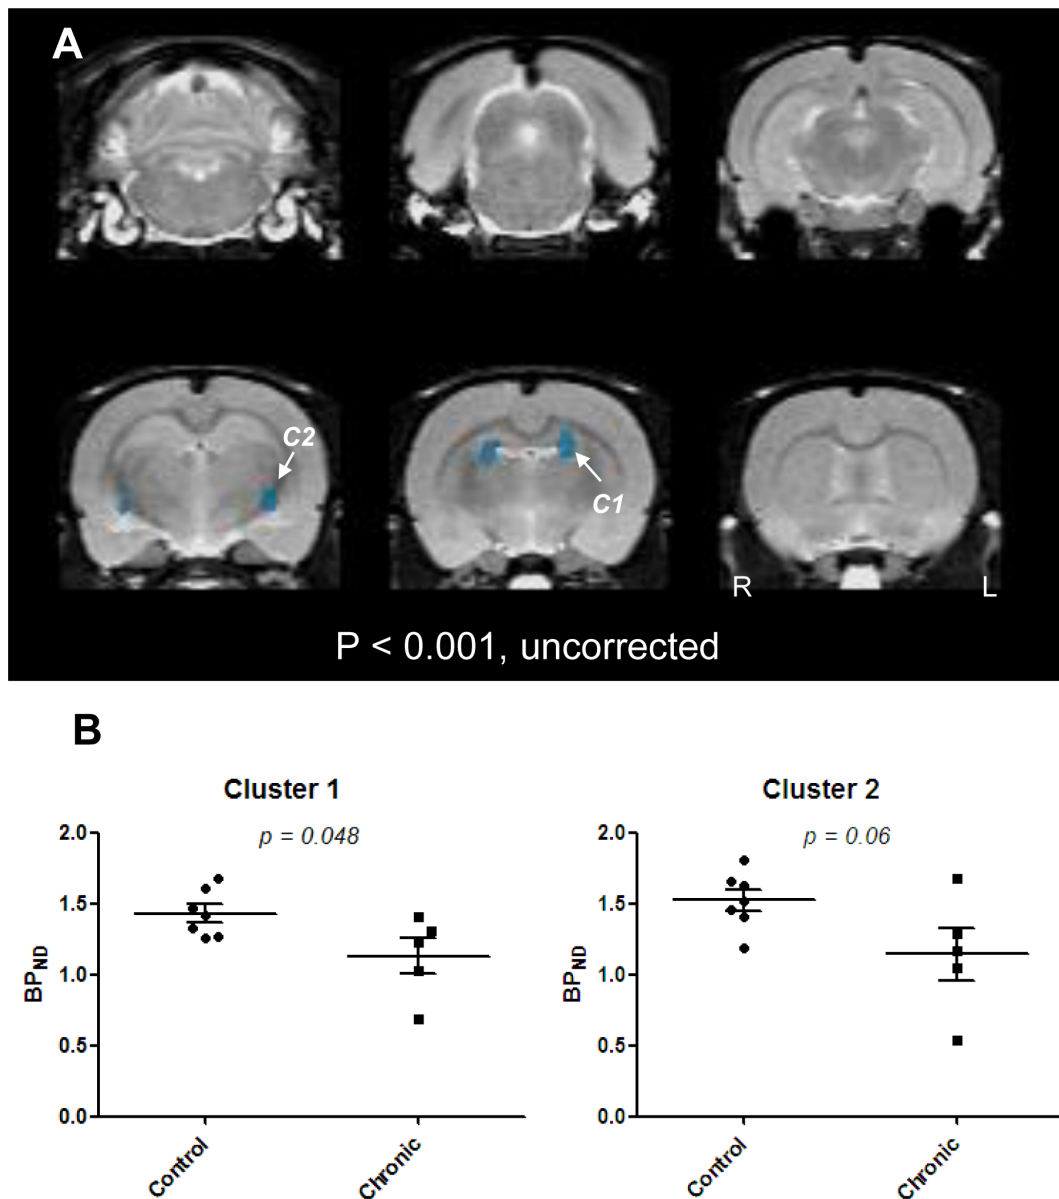 A
C2
C1
R
L
P < 0.001, uncorrected
B
Cluster 1
p = 0.048
2.0
1.5
1.0
0.5
0.0
BPND
Control
Chronic
Cluster 2
p = 0.06
2.0
1.5
1.0
0.5
0.0
BPND
Control
Chronic